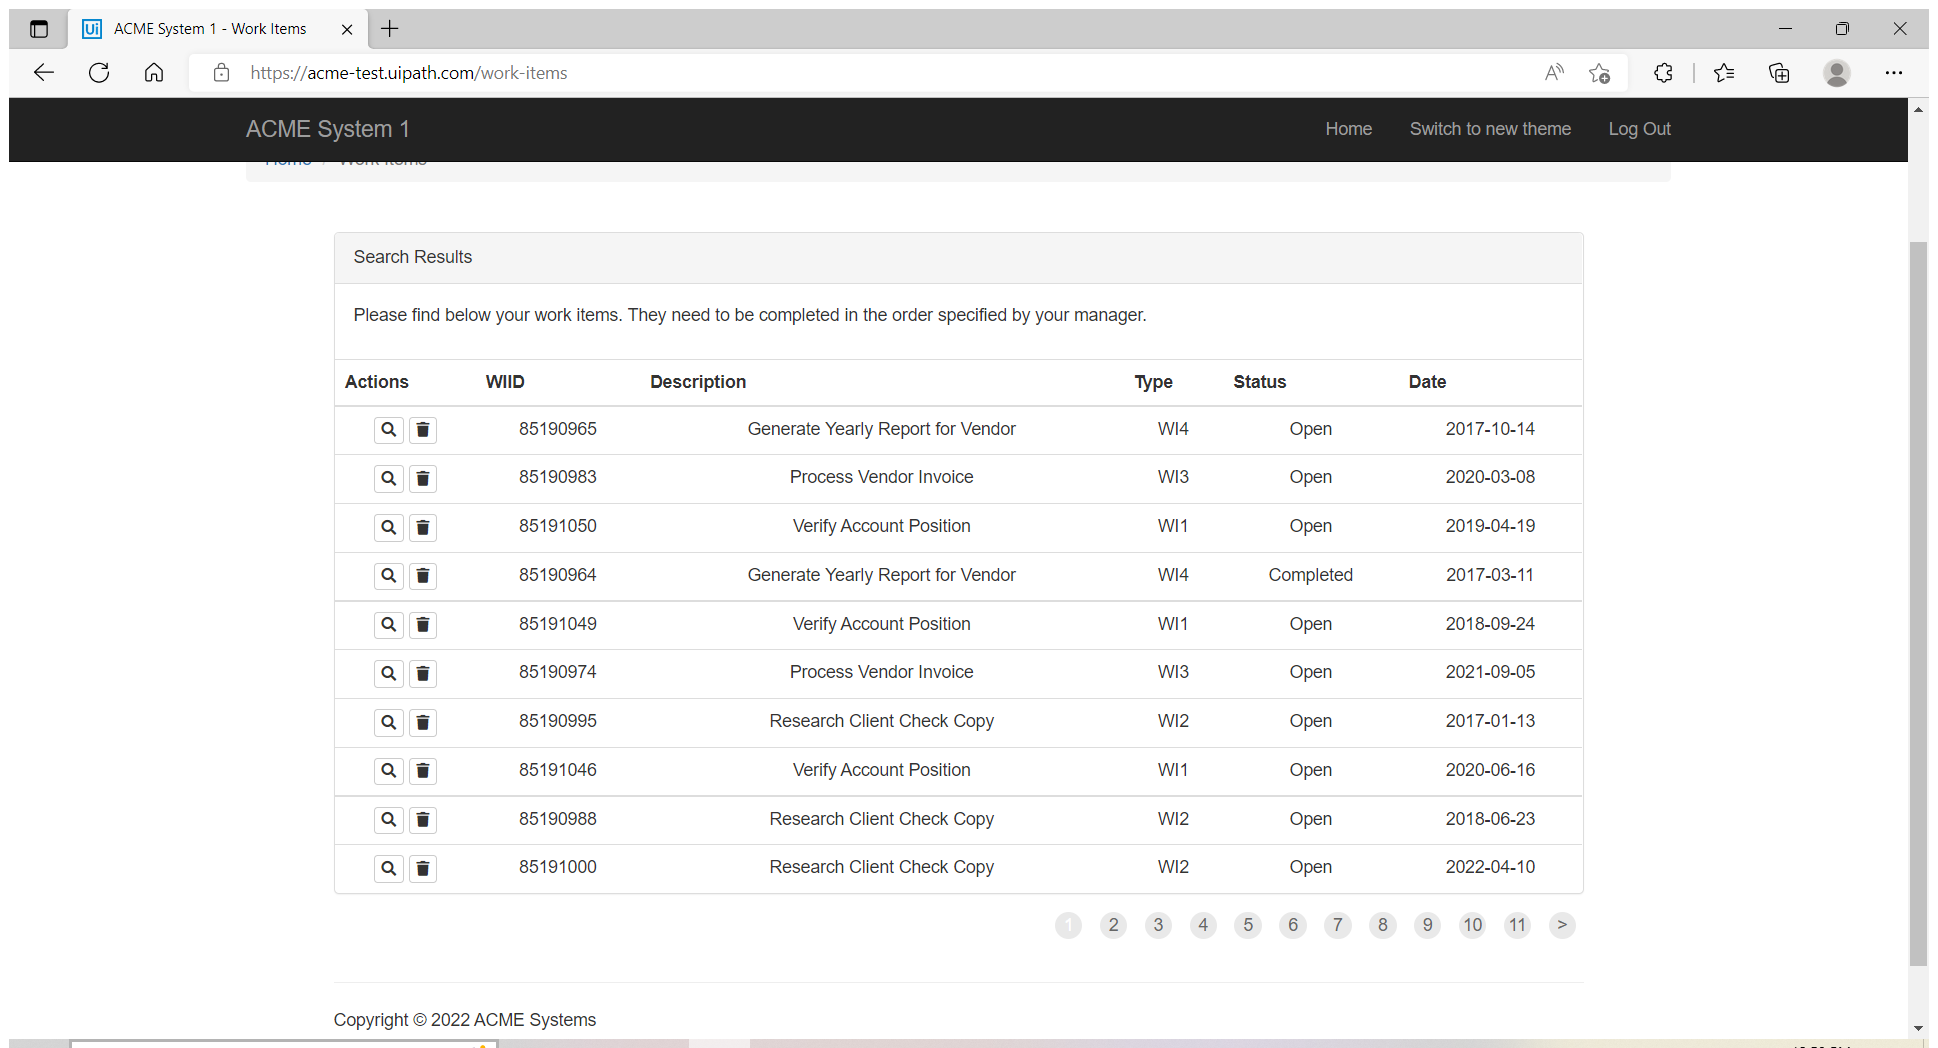 ACME System 1 - Work Items
https://acme-test.uipath.com/work-items
ACME System 1 Home Switch to new theme Log Out
Home / Work Items
Search Results
Please find below your work items. They need to be completed in the order specified by your manager.
Actions WIID Description Type Status Date
85190965 Generate Yearly Report for Vendor WI4 Open 2017-10-14
85190983 Process Vendor Invoice WI3 Open 2020-03-08
85191050 Verify Account Position WI1 Open 2019-04-19
85190964 Generate Yearly Report for Vendor WI4 Completed 2017-03-11
85191049 Verify Account Position WI1 Open 2018-09-24
85190974 Process Vendor Invoice WI3 Open 2021-09-05
85190995 Research Client Check Copy WI2 Open 2017-01-13
85191046 Verify Account Position WI1 Open 2020-06-16
85190988 Research Client Check Copy WI2 Open 2018-06-23
85191000 Research Client Check Copy WI2 Open 2022-04-10
1 2 3 4 5 6 7 8 9 10 11 >
Copyright © 2022 ACME Systems